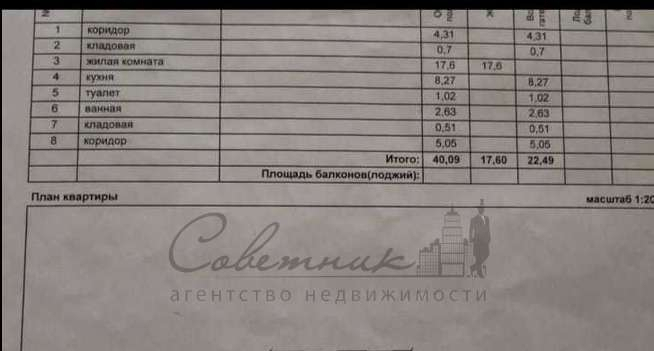 1 коридор 4,31 4,31
2 кладовая 0,7 0,7
3 жилая комната 17,6 17,6
4 кухня 8,27 8,27
5 туалет 1,02 1,02
6 ванная 2,63 2,63
7 кладовая 0,51 0,51
8 коридор 5,05 5,05
Итого: 40,09 17,60 22,49
Площадь балконов(лоджий):
План квартиры масштаб 1:20
Советник
агентство недвижимости